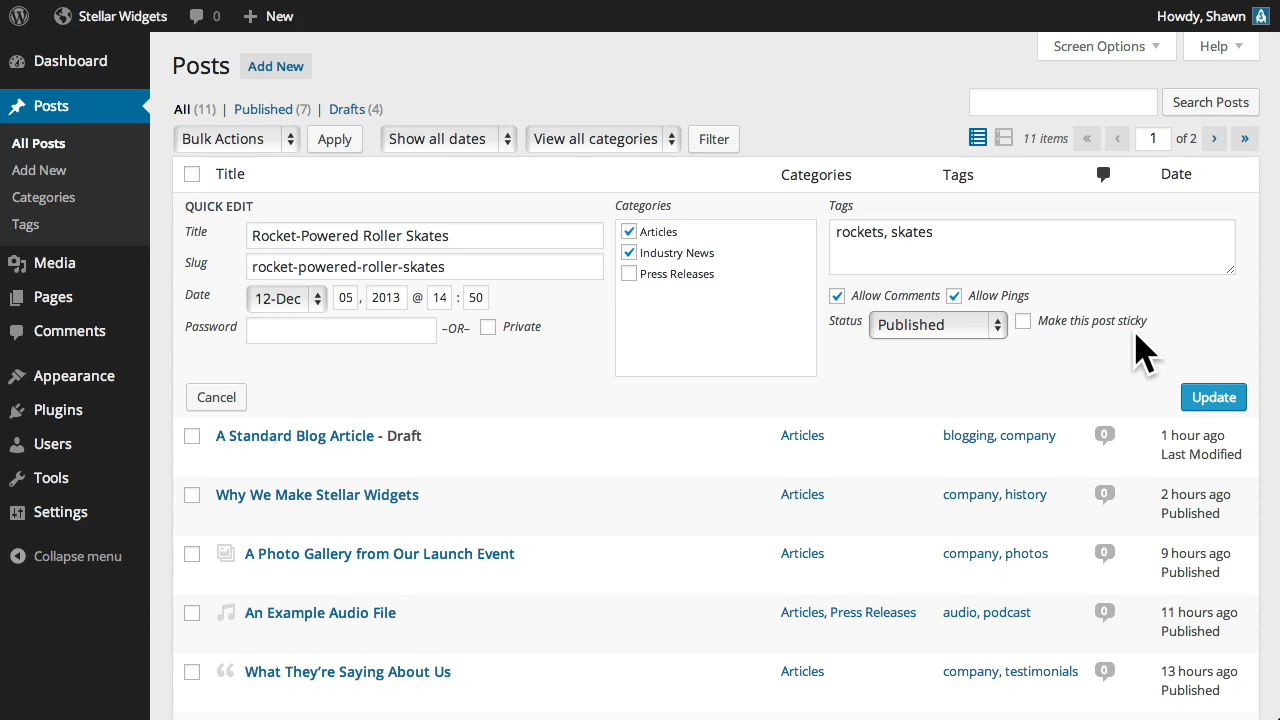 Stellar Widgets 0 + New Howdy, Shawn
Dashboard
Posts
All Posts
Add New
Categories
Tags
Media
Pages
Comments
Appearance
Plugins
Users
Tools
Settings
Collapse menu
Screen Options Help
Posts Add New
All (11) | Published (7) | Drafts (4)
Search Posts
Bulk Actions Apply Show all dates View all categories Filter 11 items « ‹ 1 of 2 › »
Title Categories Tags Date
QUICK EDIT
Title Rocket-Powered Roller Skates
Slug rocket-powered-roller-skates
Date 12-Dec 05 , 2013 @ 14 : 50
Password –OR– Private
Categories
Articles
Industry News
Press Releases
Tags
rockets, skates
Allow Comments Allow Pings
Status Published Make this post sticky
Cancel Update
A Standard Blog Article - Draft Articles blogging, company 0 1 hour ago
Last Modified
Why We Make Stellar Widgets Articles company, history 0 2 hours ago
Published
A Photo Gallery from Our Launch Event Articles company, photos 0 9 hours ago
Published
An Example Audio File Articles, Press Releases audio, podcast 0 11 hours ago
Published
What They’re Saying About Us Articles company, testimonials 0 13 hours ago
Published